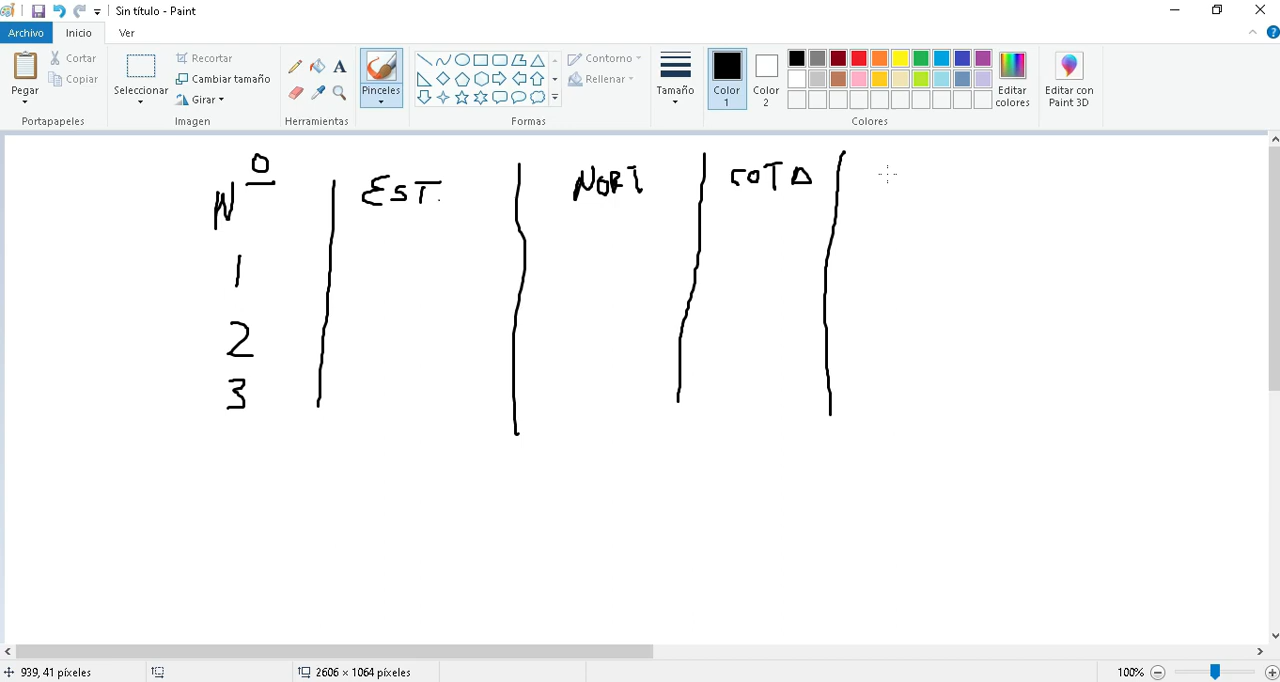 Sin título - Paint
Archivo Inicio Ver
Pegar
Cortar
Copiar
Portapapeles
Seleccionar
Recortar
Cambiar tamaño
Girar
Imagen
Herramientas
Pinceles
Contorno
Rellenar
Formas
Tamaño
Color 1
Color 2
Editar colores
Editar con Paint 3D
Colores
Nº EST. NORT COTA
1
2
3
939, 41 píxeles 2606 × 1064 píxeles 100%